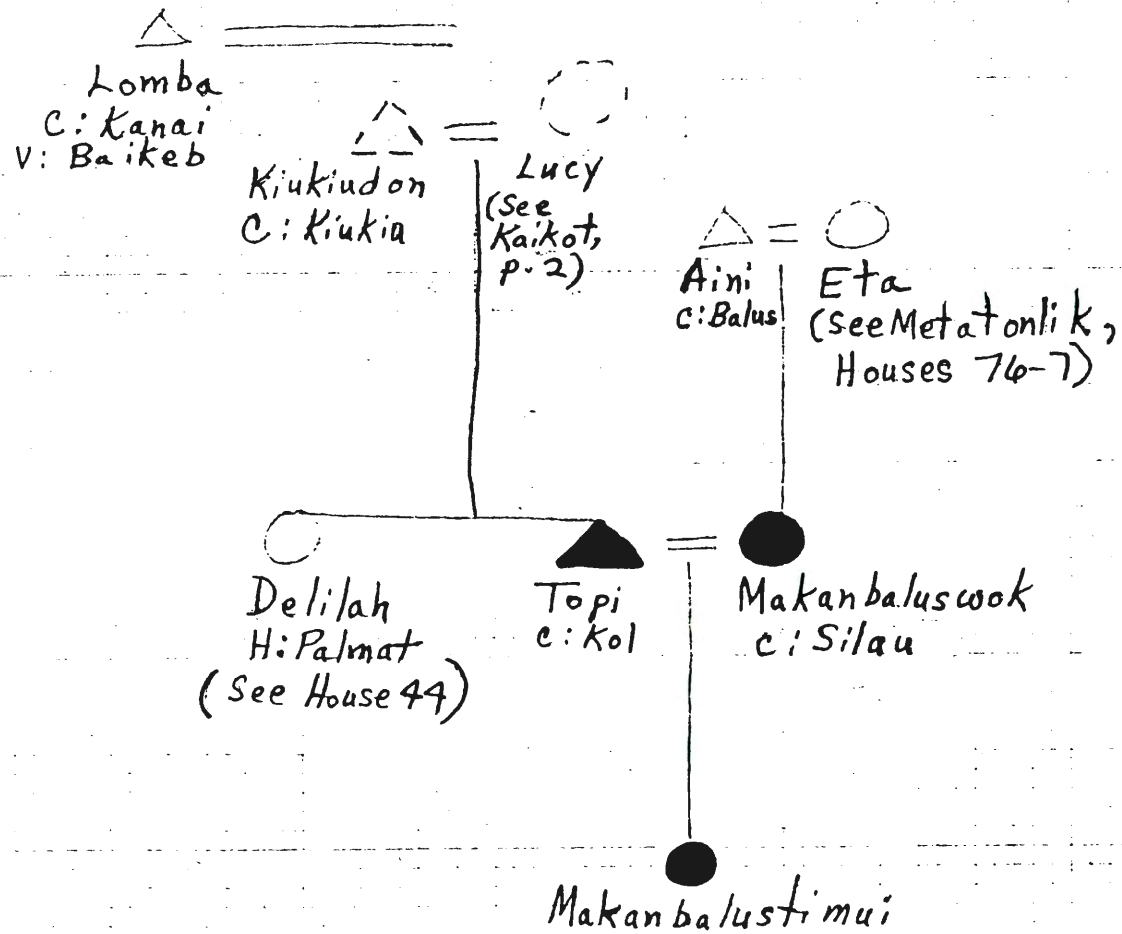 Lomba
C: Kanai
V: Baikeb
Kiukiudon
C: Kiukia
Lucy
(See
Kaikot,
p. 2)
Aini
C: Balus
Eta
(See Metatonlik,
Houses 76-7)
Delilah
H: Palmat
(See House 44)
Topi
C: Kol
Makanbaluswok
C: Silau
Makanbalustimui